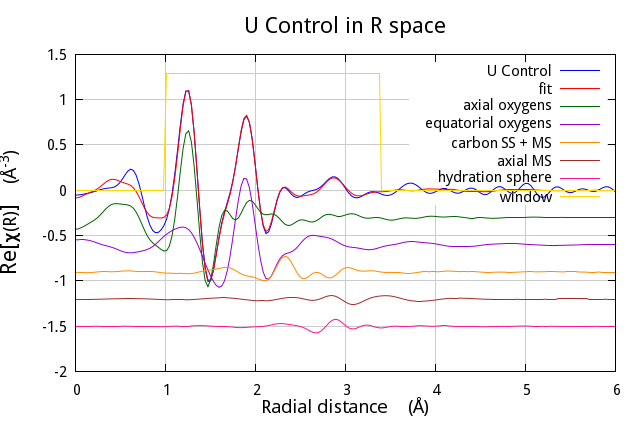 U Control in R space
Re[χ(R)] (Å⁻³)
1.5
1
0.5
0
-0.5
-1
-1.5
-2
U Control
fit
axial oxygens
equatorial oxygens
carbon SS + MS
axial MS
hydration sphere
window
0 1 2 3 4 5 6
Radial distance (Å)